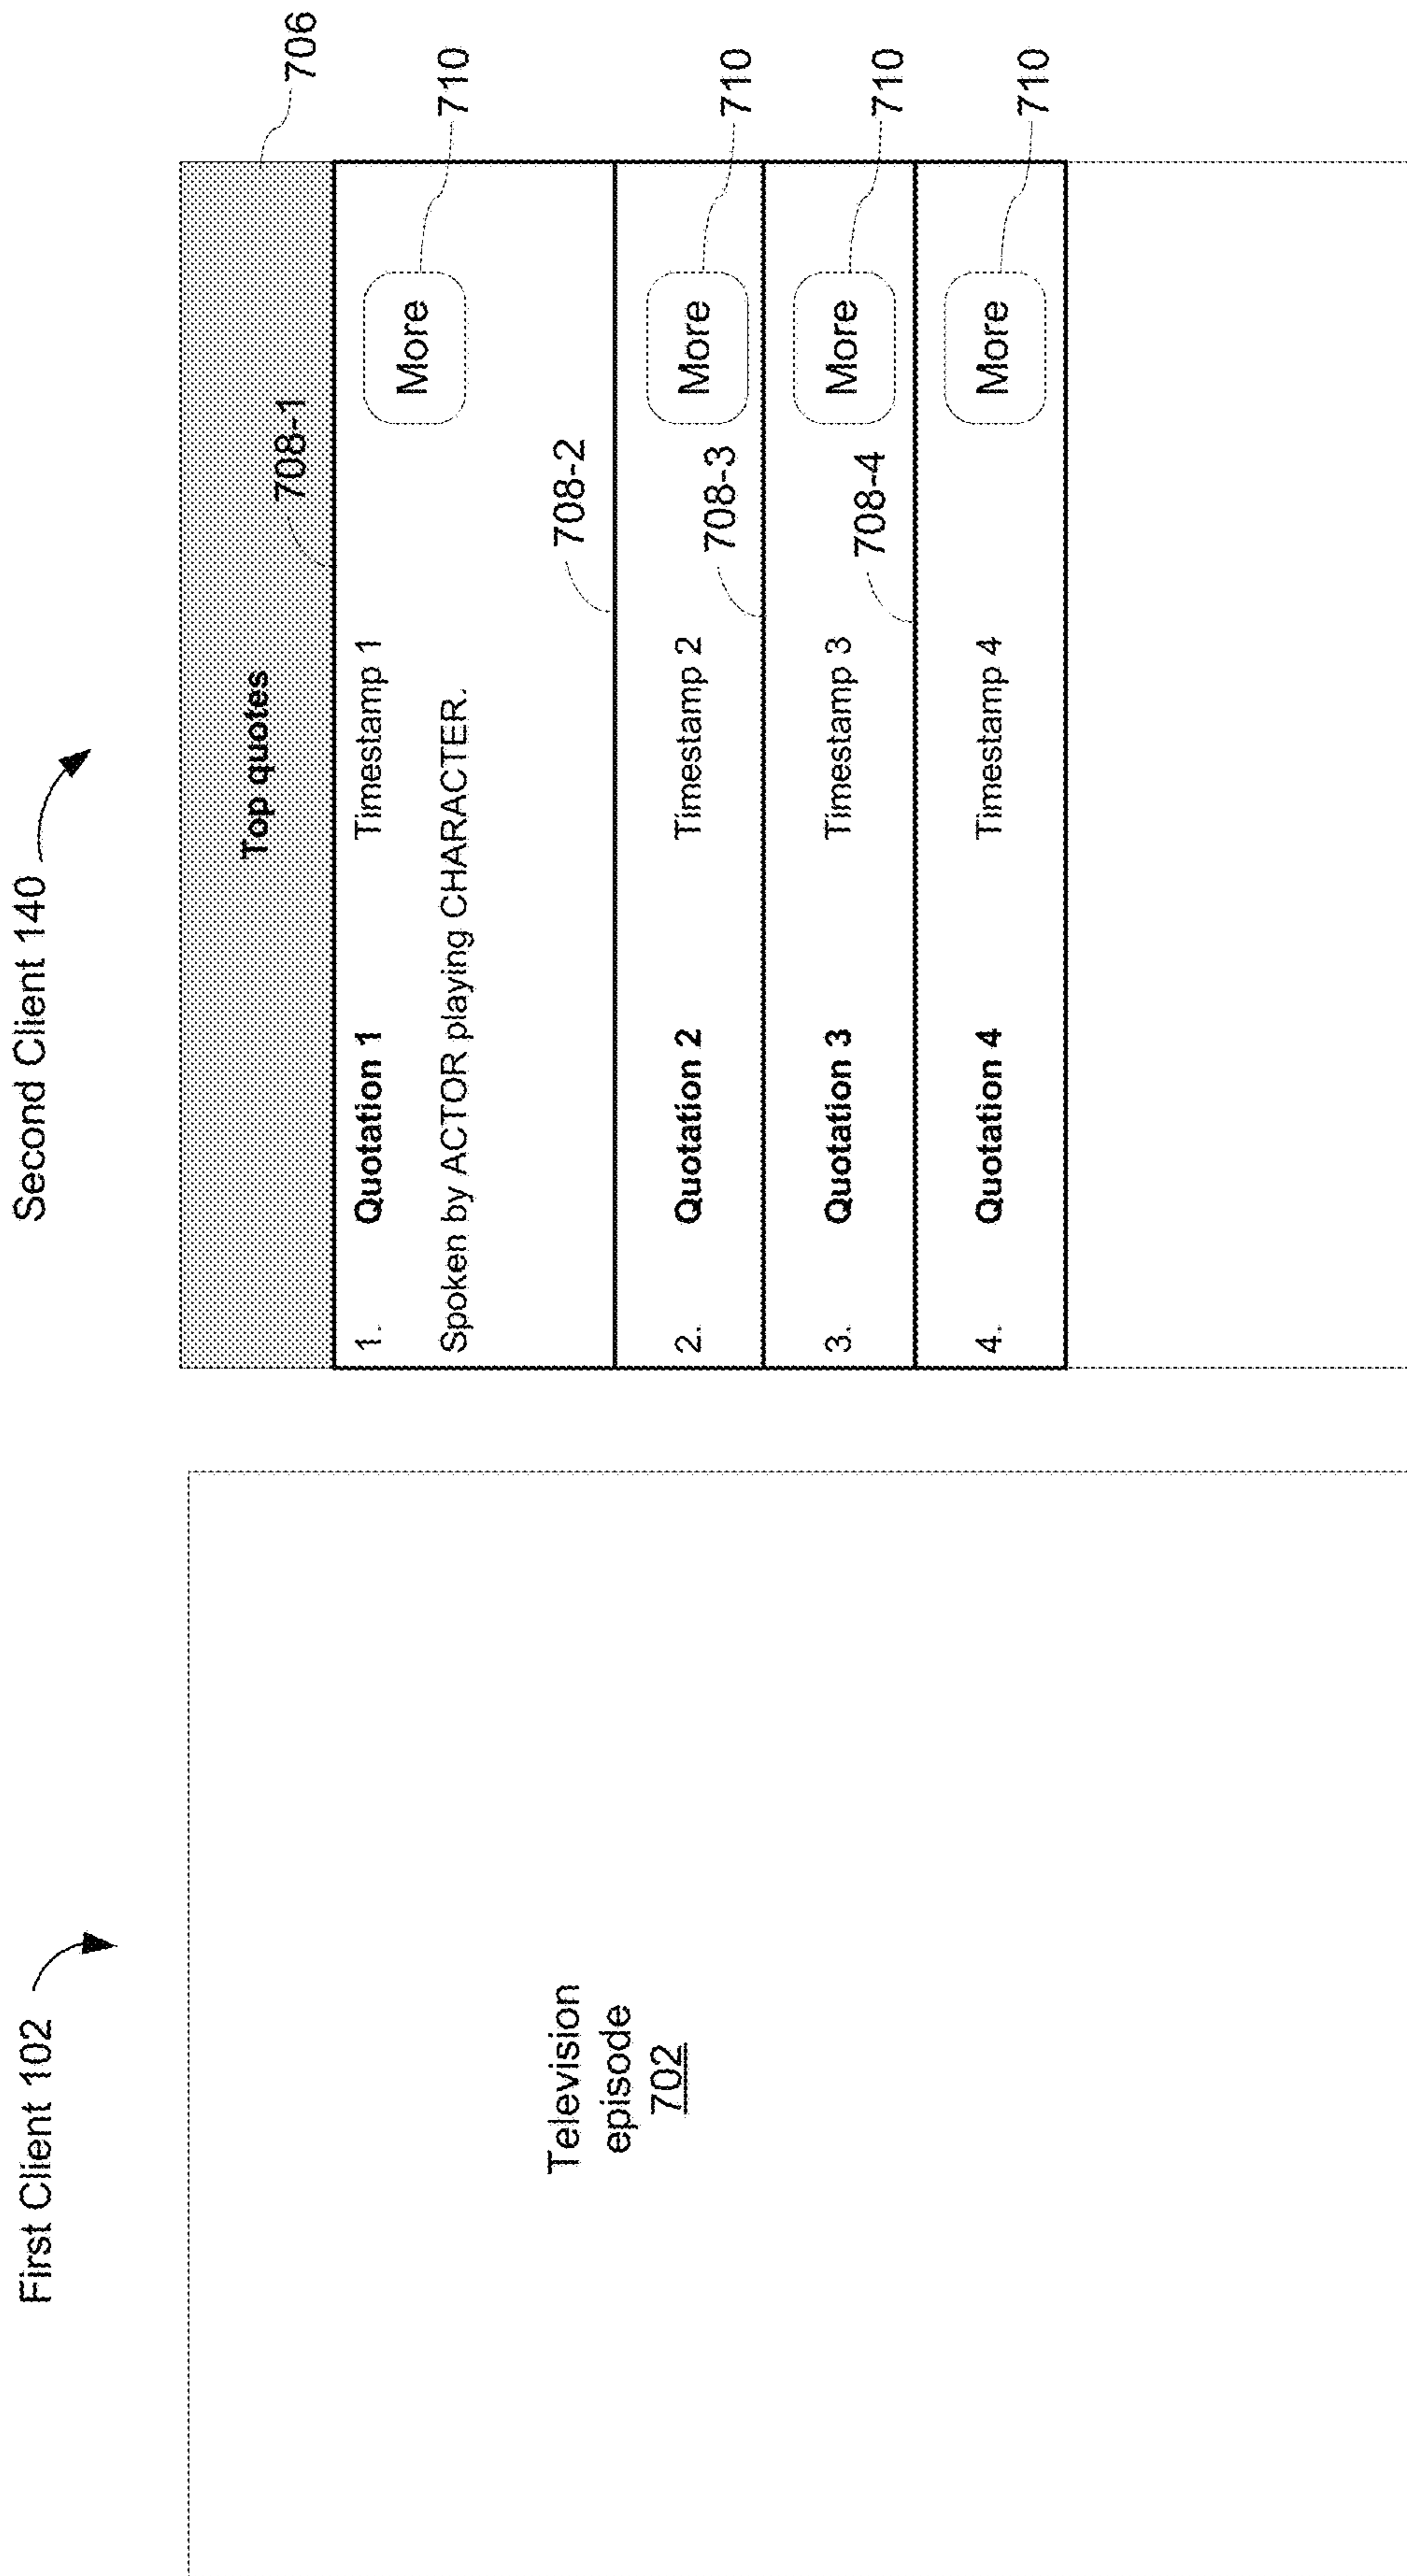 First Client 102
Television
episode
702
Second Client 140
706
Top quotes
708-1
1. Quotation 1 Timestamp 1 More 710
Spoken by ACTOR playing CHARACTER.
708-2
2. Quotation 2 Timestamp 2 More 710
708-3
3. Quotation 3 Timestamp 3 More 710
708-4
4. Quotation 4 Timestamp 4 More 710